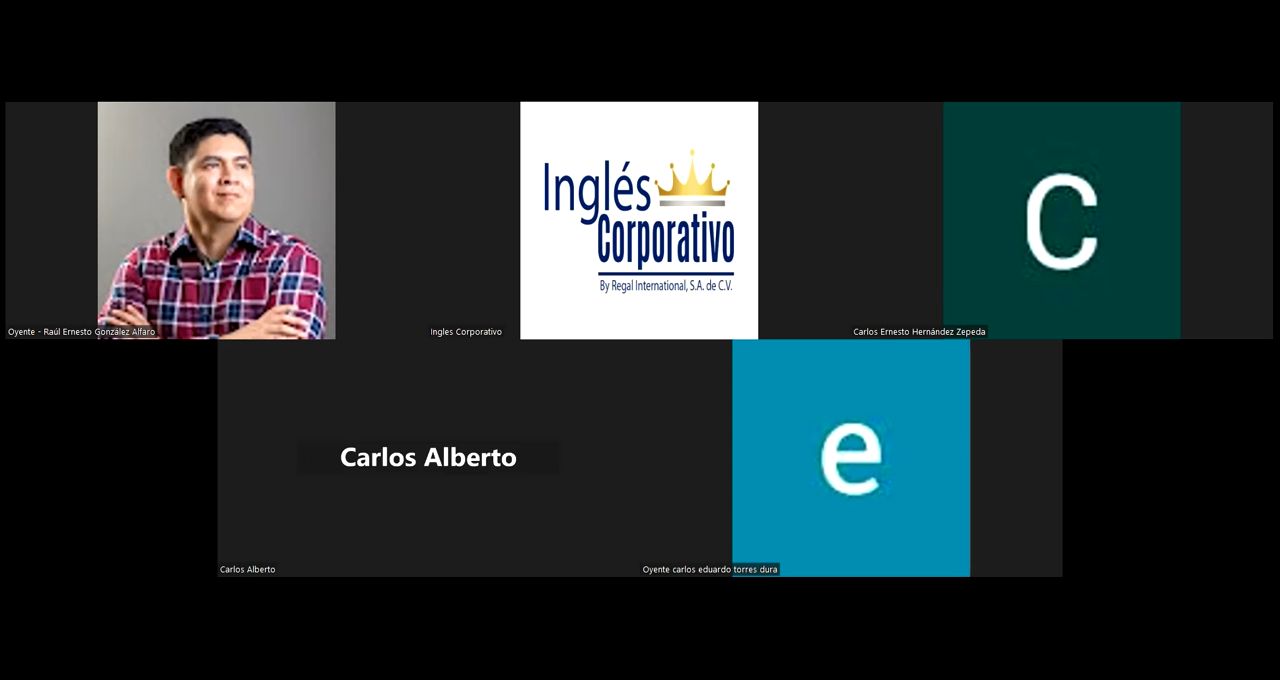 Inglés
Corporativo
By Regal International, S.A. de C.V.
C
Oyente - Raúl Ernesto González Alfaro
Ingles Corporativo
Carlos Ernesto Hernández Zepeda
Carlos Alberto
e
Carlos Alberto
Oyente carlos eduardo torres dura